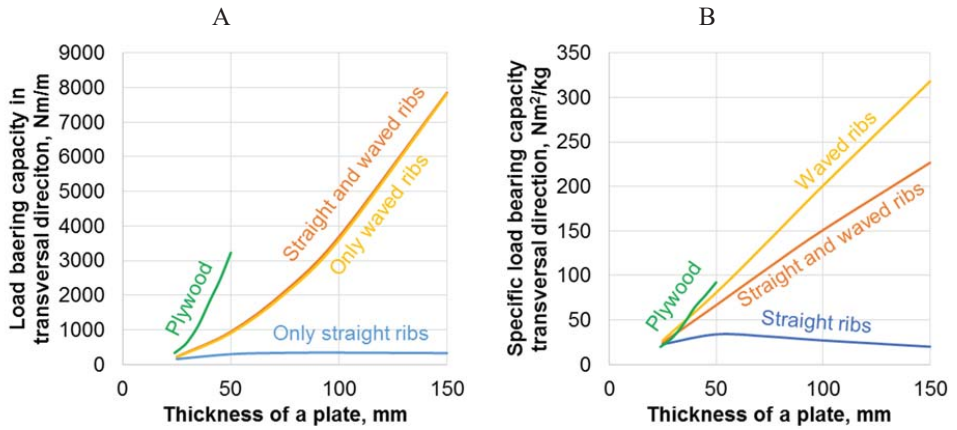 A
Load baering capacity in
transversal direciton, Nm/m
9000
8000
7000
6000
5000
4000
3000
2000
1000
0
0
50
100
150
Thickness of a plate, mm
Plywood
Straight and waved ribs
Only waved ribs
Only straight ribs
B
Specific load bearing capacity
transversal direction, Nm²/kg
350
300
250
200
150
100
50
0
0
50
100
150
Thickness of a plate, mm
Plywood
Waved ribs
Straight and waved ribs
Straight ribs